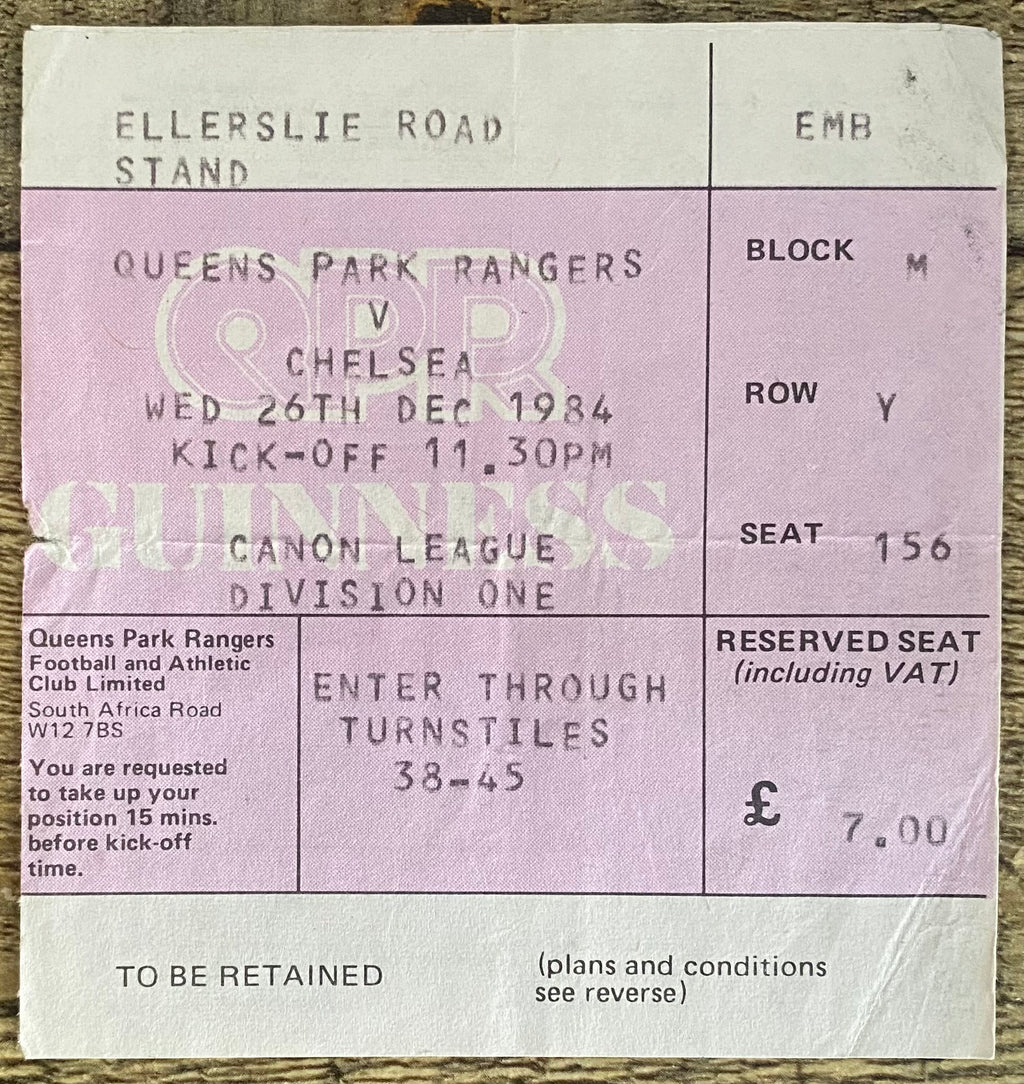 ELLERSLIE ROAD
STAND
EMB
QPR
GUINNESS
QUEENS PARK RANGERS
V
CHELSEA
WED 26TH DEC 1984
KICK-OFF 11.30PM
CANON LEAGUE
DIVISION ONE
BLOCK M
ROW Y
SEAT 156
Queens Park Rangers
Football and Athletic
Club Limited
South Africa Road
W12 7BS
You are requested
to take up your
position 15 mins.
before kick-off
time.
ENTER THROUGH
TURNSTILES
38-45
RESERVED SEAT
(including VAT)
£ 7.00
TO BE RETAINED
(plans and conditions
see reverse)